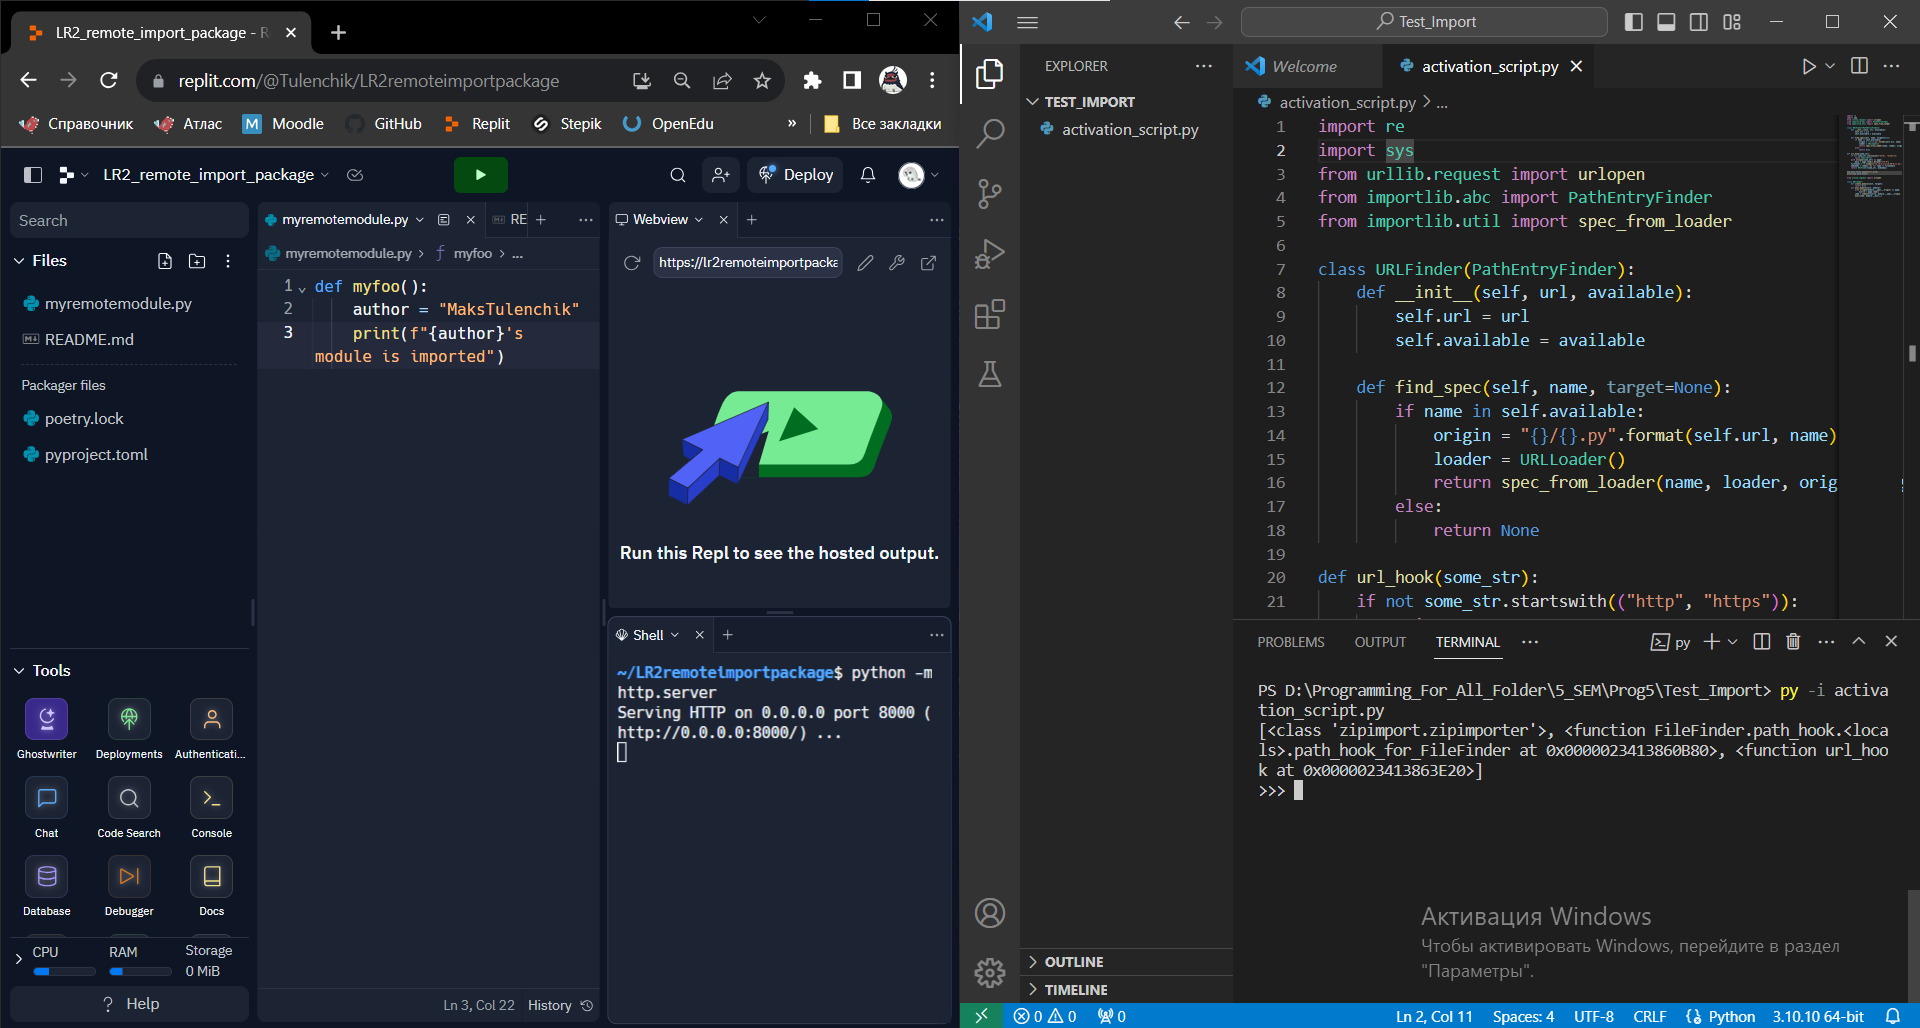 LR2_remote_import_package - R
replit.com/@Tulenchik/LR2remoteimportpackage
Справочник
Атлас
Moodle
GitHub
Replit
Stepik
OpenEdu
»
Все закладки
LR2_remote_import_package
Deploy
Search
Files
myremotemodule.py
README.md
Packager files
poetry.lock
pyproject.toml
Tools
Ghostwriter
Deployments
Authenticati...
Chat
Code Search
Console
Database
Debugger
Docs
CPU
RAM
Storage
0 MiB
? Help
myremotemodule.py
RE
myremotemodule.py > myfoo > ...
1 def myfoo():
2 author = "MaksTulenchik"
3 print(f"{author}'s
module is imported")
Ln 3, Col 22
History
Webview
https://lr2remoteimportpacka
Run this Repl to see the hosted output.
Shell
~/LR2remoteimportpackage$ python -m
http.server
Serving HTTP on 0.0.0.0 port 8000 (
http://0.0.0.0:8000/) ...
Test_Import
EXPLORER
TEST_IMPORT
activation_script.py
OUTLINE
TIMELINE
Welcome
activation_script.py
activation_script.py > ...
1 import re
2 import sys
3 from urllib.request import urlopen
4 from importlib.abc import PathEntryFinder
5 from importlib.util import spec_from_loader
6
7 class URLFinder(PathEntryFinder):
8 def __init__(self, url, available):
9 self.url = url
10 self.available = available
11
12 def find_spec(self, name, target=None):
13 if name in self.available:
14 origin = "{}/{}.py".format(self.url, name)
15 loader = URLLoader()
16 return spec_from_loader(name, loader, orig
17 else:
18 return None
19
20 def url_hook(some_str):
21 if not some_str.startswith(("http", "https")):
PROBLEMS
OUTPUT
TERMINAL
py
PS D:\Programming_For_All_Folder\5_SEM\Prog5\Test_Import> py -i activa
tion_script.py
[<class 'zipimport.zipimporter'>, <function FileFinder.path_hook.<loca
ls>.path_hook_for_FileFinder at 0x0000023413860B80>, <function url_hoo
k at 0x0000023413863E20>]
>>>
Активация Windows
Чтобы активировать Windows, перейдите в раздел
"Параметры".
0
0
0
Ln 2, Col 11
Spaces: 4
UTF-8
CRLF
Python
3.10.10 64-bit